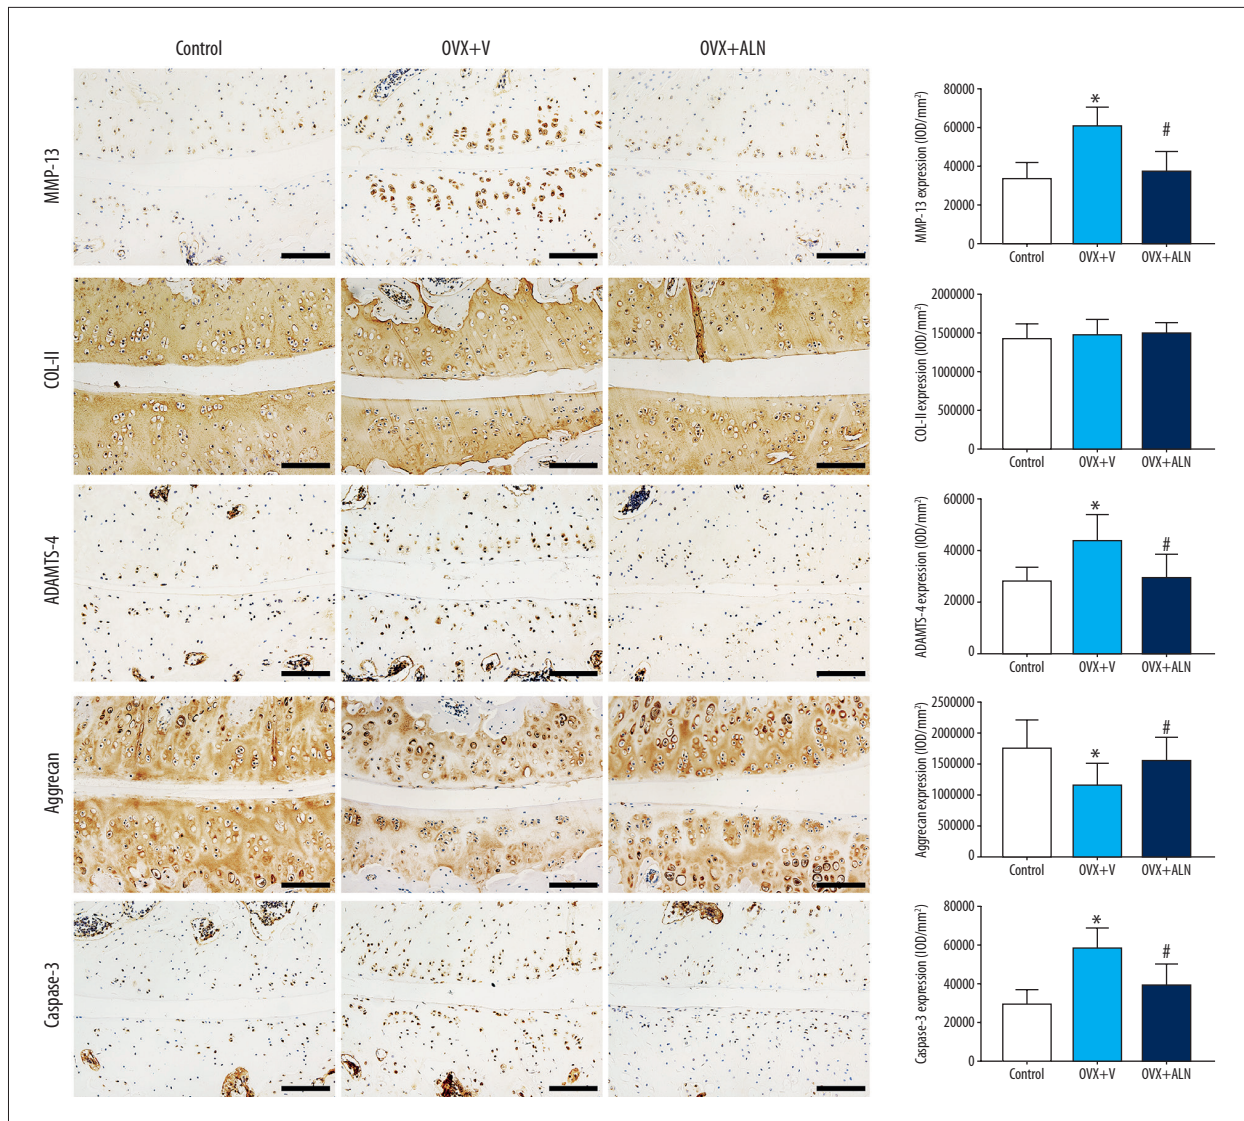 Control OVX+V OVX+ALN
MMP-13
MMP-13 expression (IOD/mm²)
80000
60000
40000
20000
0
*
#
Control OVX+V OVX+ALN
COL-II
COL-II expression (IOD/mm²)
2000000
1500000
1000000
500000
0
Control OVX+V OVX+ALN
ADAMTS-4
ADAMTS-4 expression (IOD/mm²)
60000
40000
20000
0
*
#
Control OVX+V OVX+ALN
Aggrecan
Aggrecan expression (IOD/mm²)
2500000
2000000
1500000
1000000
500000
0
*
#
Control OVX+V OVX+ALN
Caspase-3
Caspase-3 expression (IOD/mm²)
80000
60000
40000
20000
0
*
#
Control OVX+V OVX+ALN